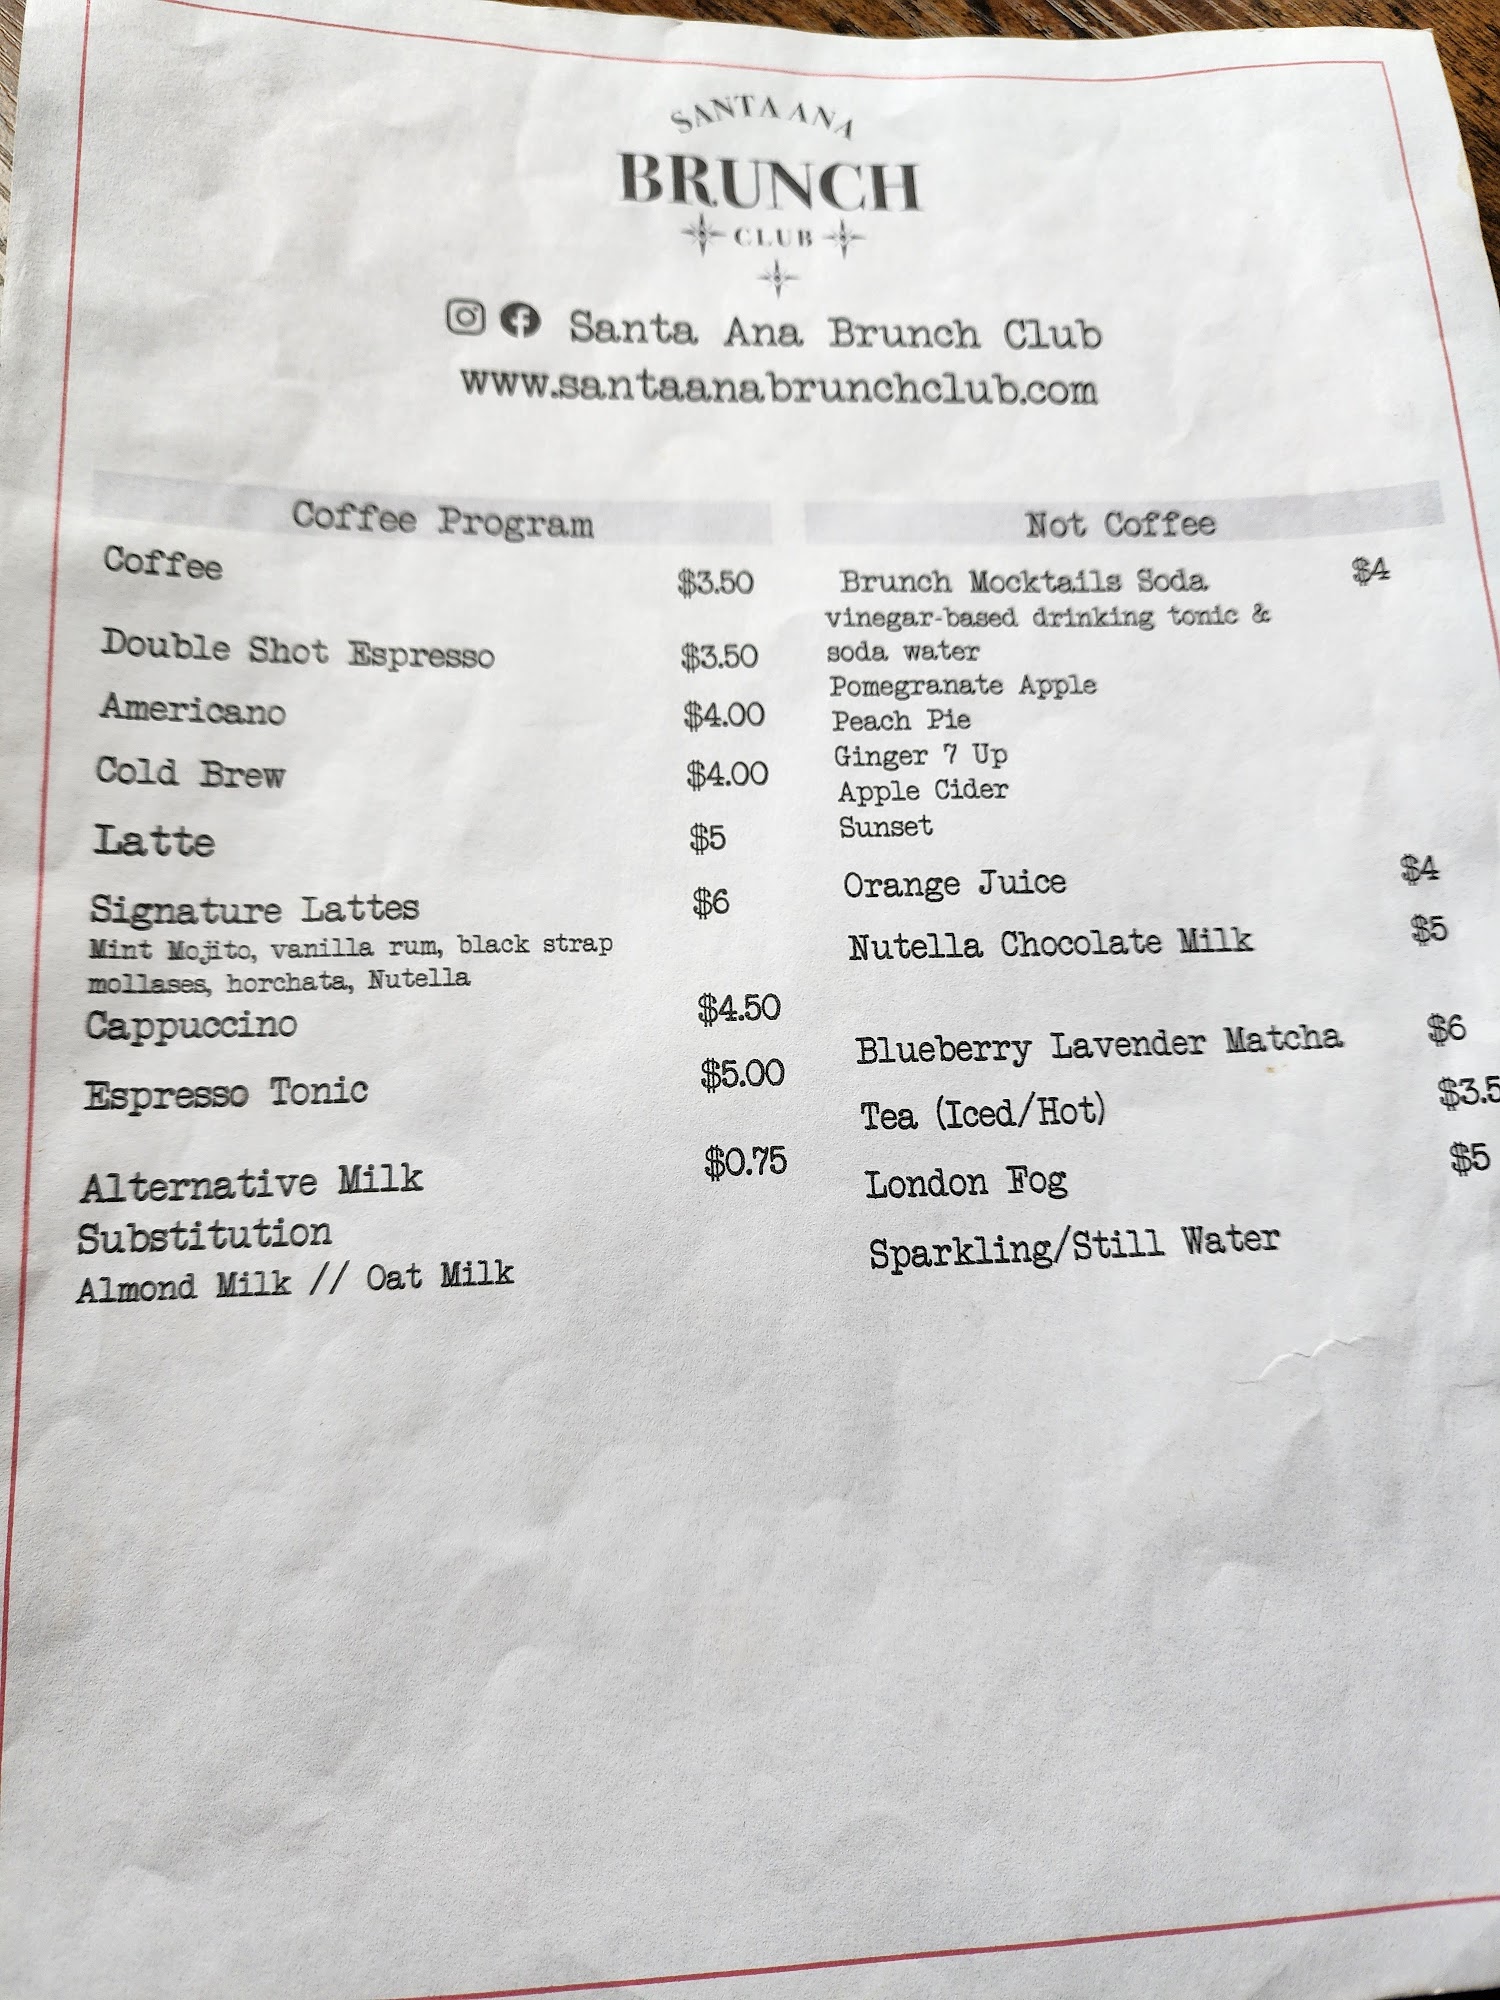 SANTA ANA
BRUNCH
CLUB
Santa Ana Brunch Club
www.santaanabrunchclub.com
Coffee Program
Coffee $3.50
Double Shot Espresso $3.50
Americano $4.00
Cold Brew $4.00
Latte $5
Signature Lattes $6
Mint Mojito, vanilla rum, black strap
mollases, horchata, Nutella
Cappuccino $4.50
Espresso Tonic $5.00
Alternative Milk $0.75
Substitution
Almond Milk // Oat Milk
Not Coffee
Brunch Mocktails Soda $4
vinegar-based drinking tonic &
soda water
Pomegranate Apple
Peach Pie
Ginger 7 Up
Apple Cider
Sunset
Orange Juice $4
Nutella Chocolate Milk $5
Blueberry Lavender Matcha $6
Tea (Iced/Hot) $3.5
London Fog $5
Sparkling/Still Water